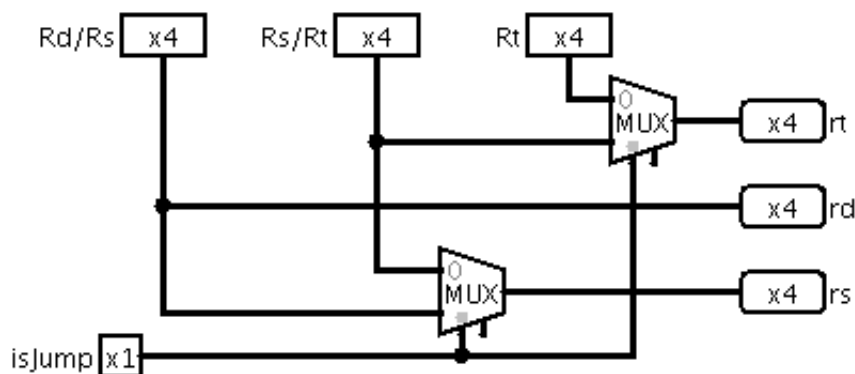 Rd/Rs x4 Rs/Rt x4 Rt x4
0
MUX x4 rt
x4 rd
0
MUX x4 rs
isJump x1